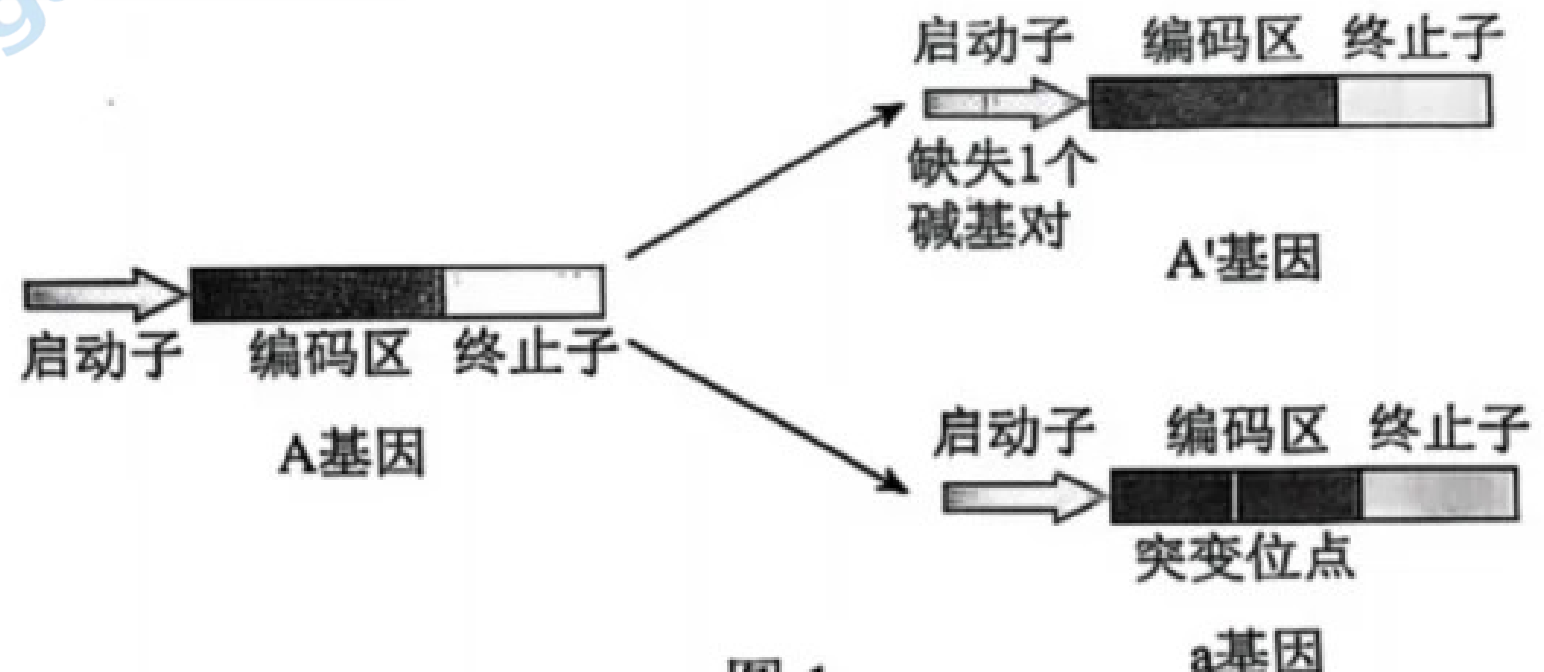 启动子 编码区 终止子
缺失1个
碱基对
A'基因
启动子 编码区 终止子
A基因
启动子 编码区 终止子
突变位点
a基因